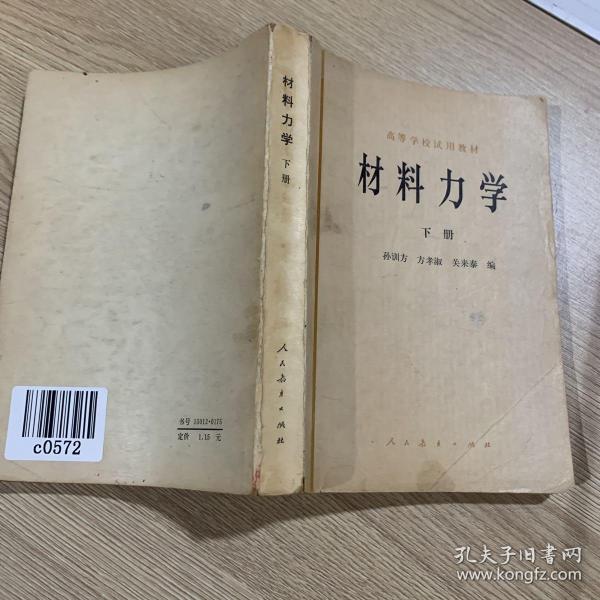 高等学校试用教材
材料力学
下册
孙训方 方孝淑 关来泰 编
人民教育出版社
材料力学
下册
人民教育出版社
书号 15012·0175
定价 1.15 元
c0572
孔夫子旧书网
www.kongfz.com